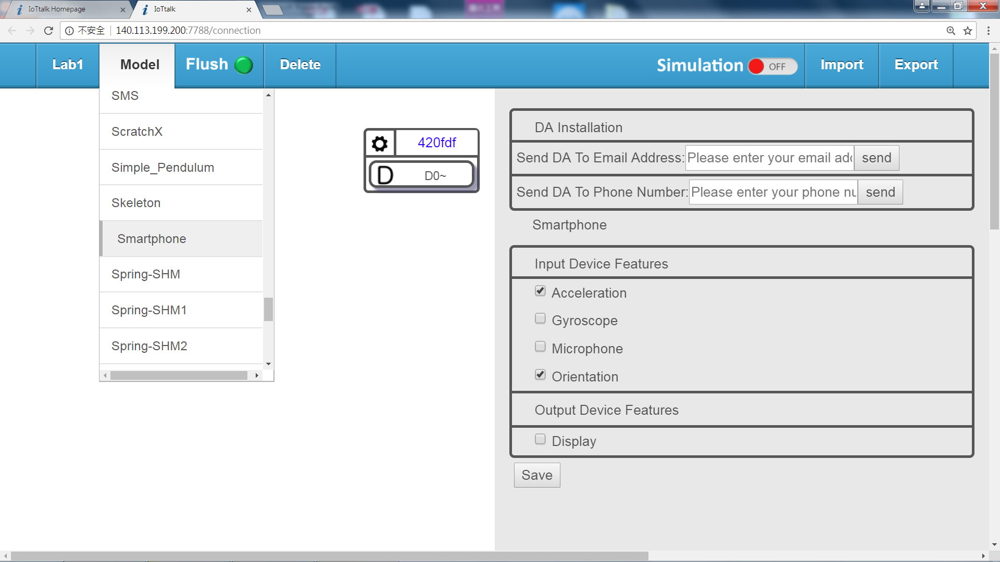 IoTtalk Homepage
IoTtalk
不安全
140.113.199.200:7788/connection
Lab1
Model
Flush
Delete
Simulation
OFF
Import
Export
SMS
ScratchX
Simple_Pendulum
Skeleton
Smartphone
Spring-SHM
Spring-SHM1
Spring-SHM2
420fdf
D
D0~
DA Installation
Send DA To Email Address: Please enter your email add send
Send DA To Phone Number: Please enter your phone nu send
Smartphone
Input Device Features
Acceleration
Gyroscope
Microphone
Orientation
Output Device Features
Display
Save